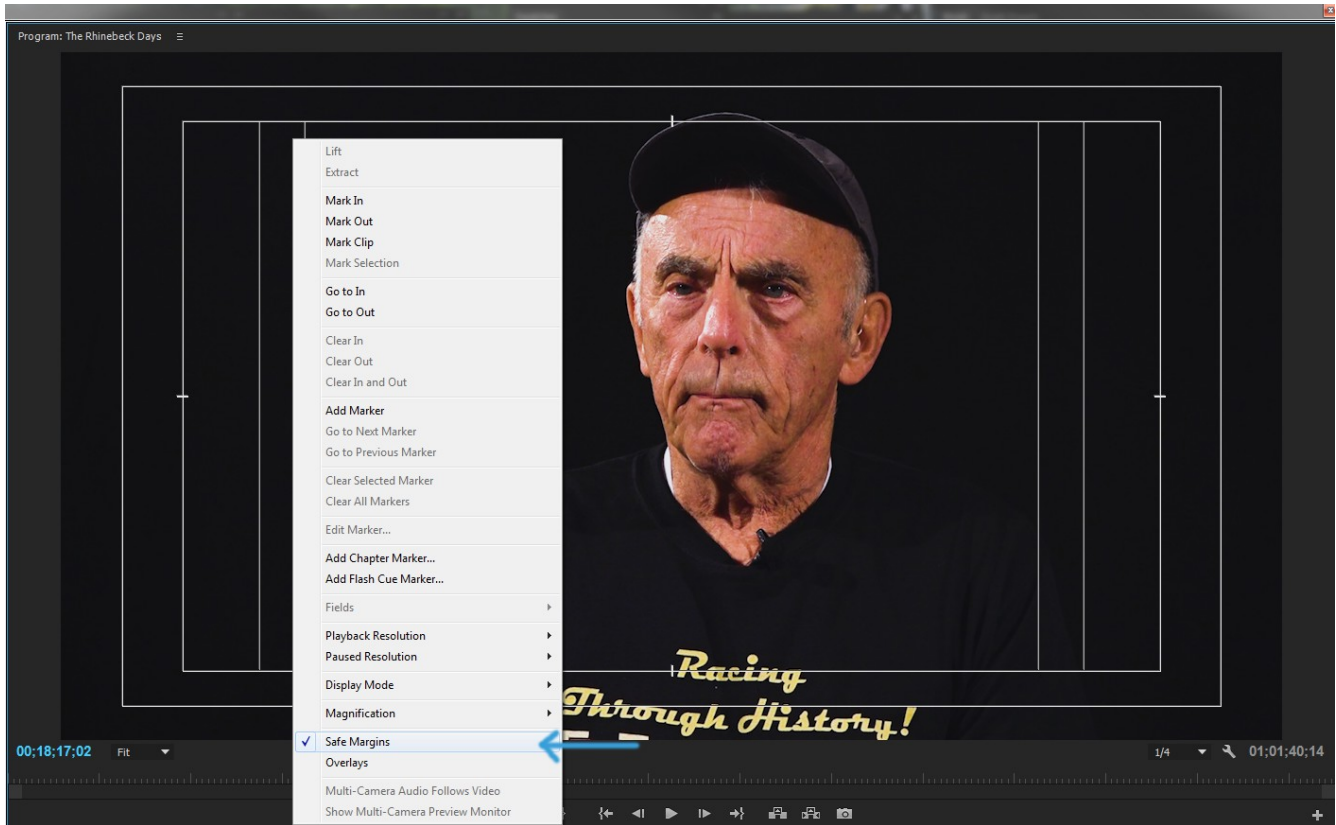 Program: The Rhinebeck Days
Lift
Extract
Mark In
Mark Out
Mark Clip
Mark Selection
Go to In
Go to Out
Clear In
Clear Out
Clear In and Out
Add Marker
Go to Next Marker
Go to Previous Marker
Clear Selected Marker
Clear All Markers
Edit Marker...
Add Chapter Marker...
Add Flash Cue Marker...
Fields
Playback Resolution
Paused Resolution
Display Mode
Magnification
Safe Margins
Overlays
Multi-Camera Audio Follows Video
Show Multi-Camera Preview Monitor
Racing
Through History!
00;18;17;02 Fit
1/4 01;01;40;14